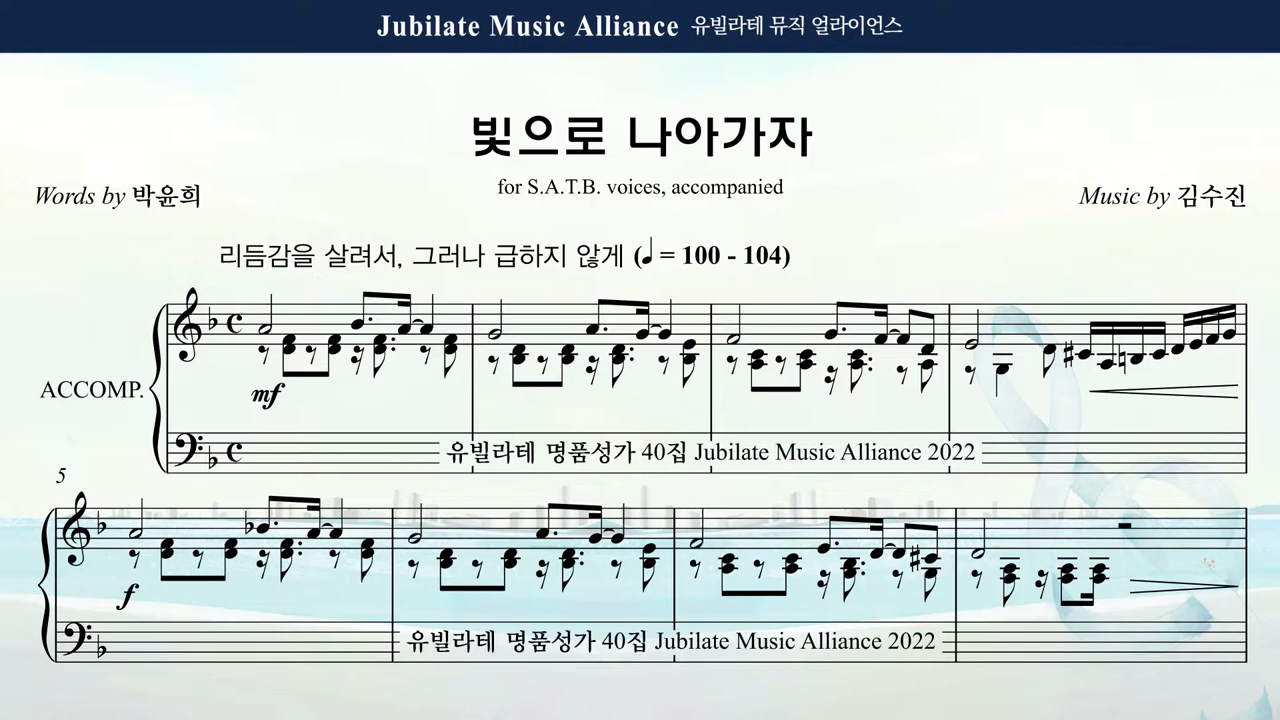 Jubilate Music Alliance 유빌라테 뮤직 얼라이언스
빛으로 나아가자
for S.A.T.B. voices, accompanied
Words by 박윤희
Music by 김수진
리듬감을 살려서, 그러나 급하지 않게 (♩ = 100 - 104)
ACCOMP.
mf
유빌라테 명품성가 40집 Jubilate Music Alliance 2022
5
f
유빌라테 명품성가 40집 Jubilate Music Alliance 2022